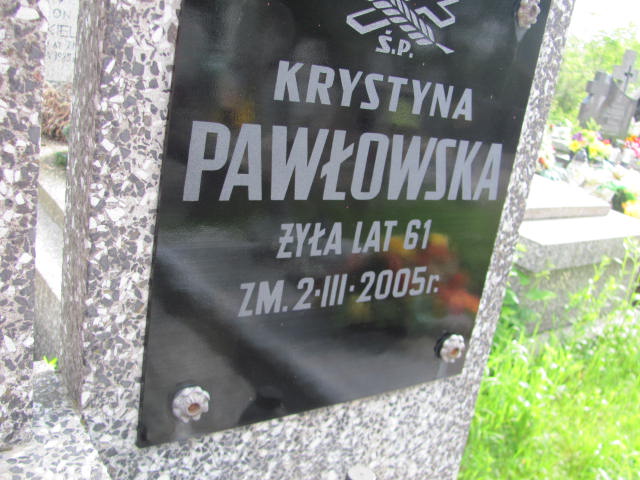 Ś.P.
KRYSTYNA
PAWŁOWSKA
ŻYŁA LAT 61
ZM. 2·III·2005r.